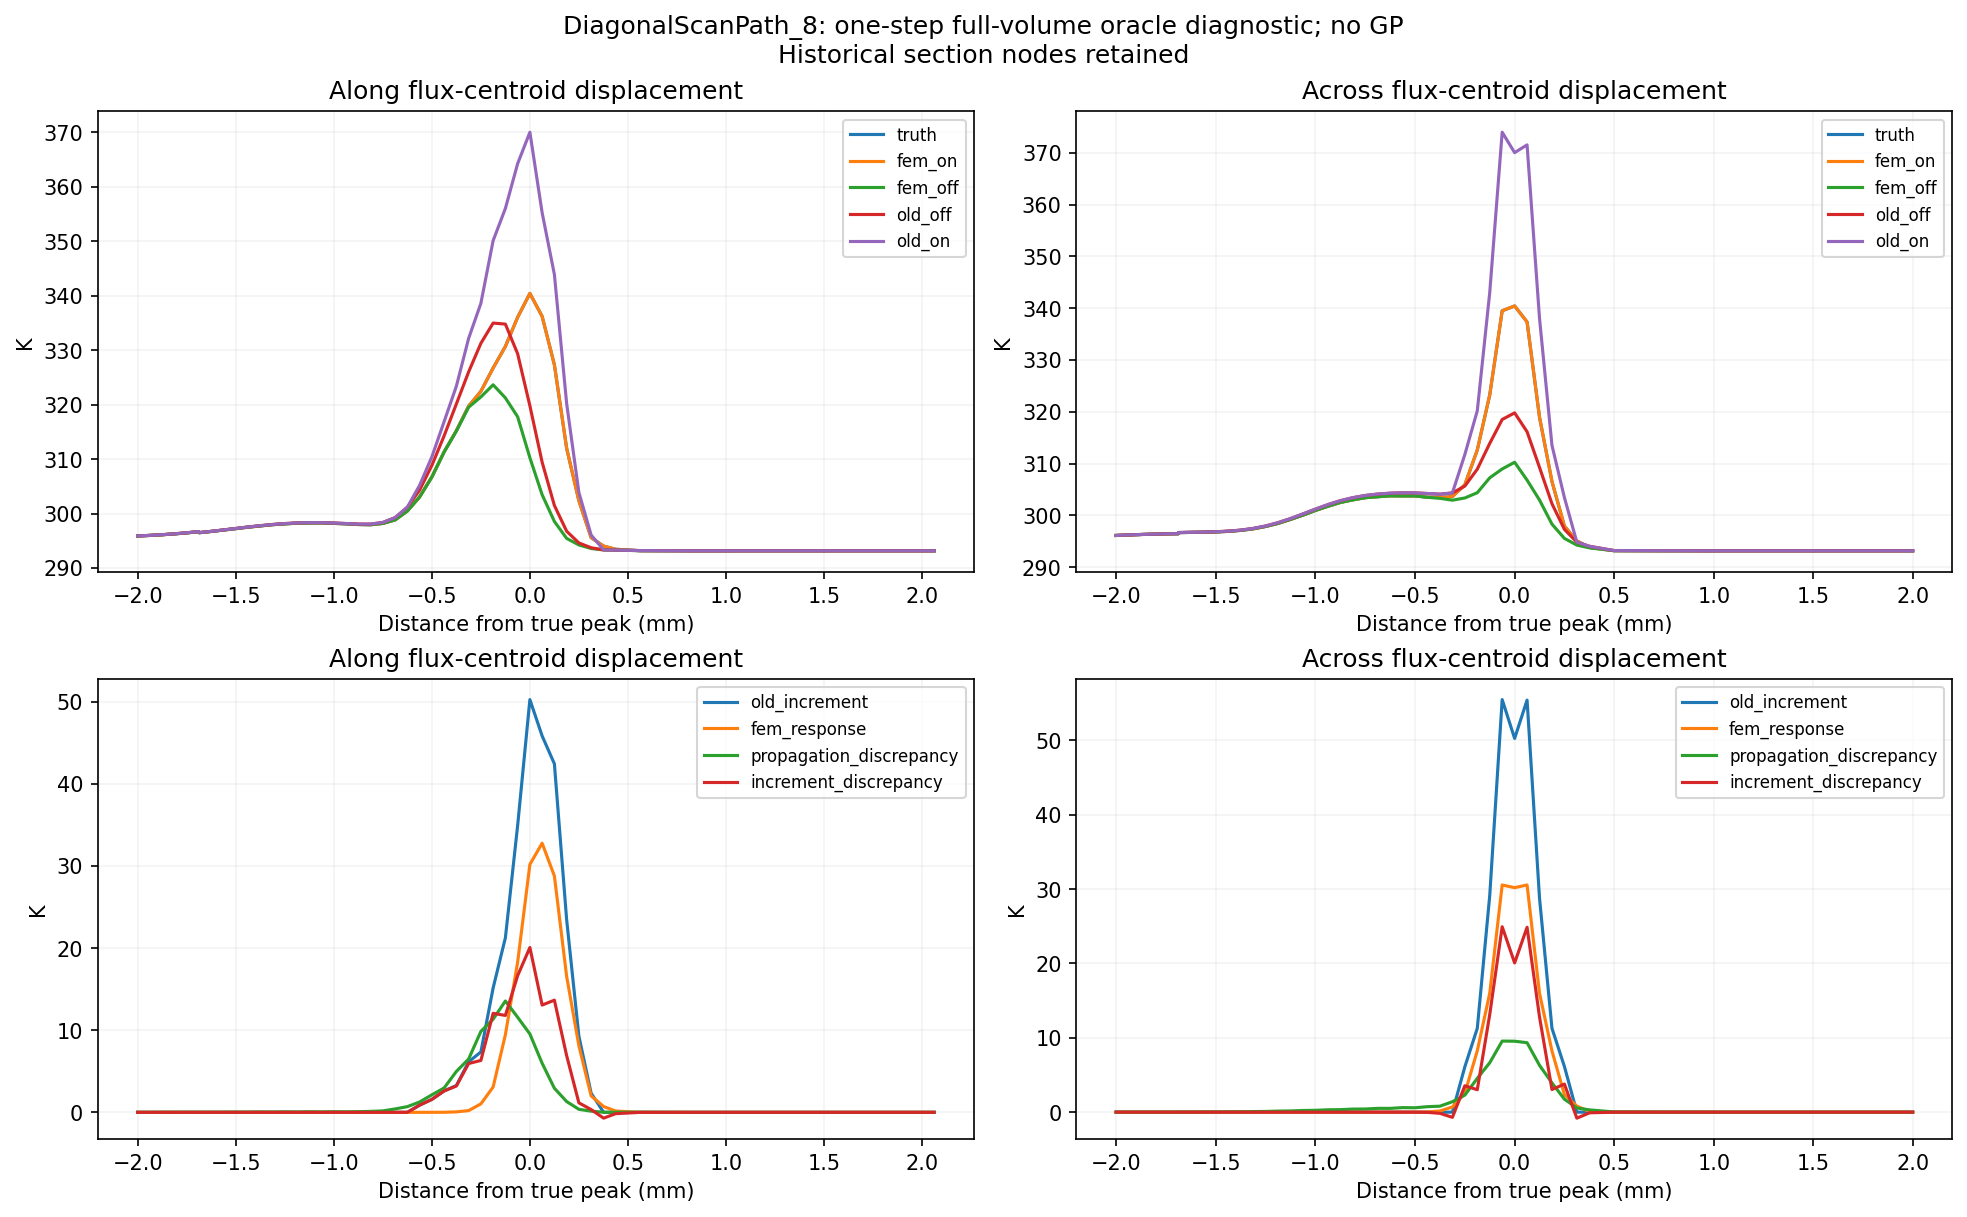 DiagonalScanPath_8: one-step full-volume oracle diagnostic; no GP
Historical section nodes retained
Along flux-centroid displacement
370
360
350
340
330
320
310
300
290
K
truth
fem_on
fem_off
old_off
old_on
−2.0 −1.5 −1.0 −0.5 0.0 0.5 1.0 1.5 2.0
Distance from true peak (mm)
Across flux-centroid displacement
370
360
350
340
330
320
310
300
290
K
truth
fem_on
fem_off
old_off
old_on
−2.0 −1.5 −1.0 −0.5 0.0 0.5 1.0 1.5 2.0
Distance from true peak (mm)
Along flux-centroid displacement
50
40
30
20
10
0
K
old_increment
fem_response
propagation_discrepancy
increment_discrepancy
−2.0 −1.5 −1.0 −0.5 0.0 0.5 1.0 1.5 2.0
Distance from true peak (mm)
Across flux-centroid displacement
50
40
30
20
10
0
K
old_increment
fem_response
propagation_discrepancy
increment_discrepancy
−2.0 −1.5 −1.0 −0.5 0.0 0.5 1.0 1.5 2.0
Distance from true peak (mm)